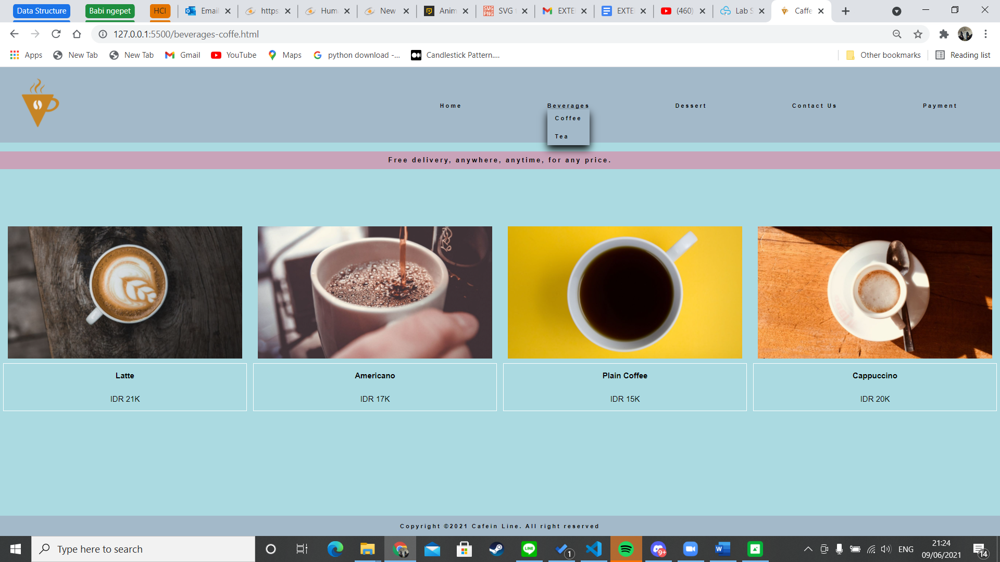 Data Structure Babi ngepet HCI Email https Hum New Anim SVG EXTE EXTE (460) Lab S Caffe
127.0.0.1:5500/beverages-coffe.html
Apps New Tab New Tab Gmail YouTube Maps python download -... Candlestick Pattern.... Other bookmarks Reading list
Home Beverages Dessert Contact Us Payment
Coffee
Tea
Free delivery, anywhere, anytime, for any price.
Latte Americano Plain Coffee Cappuccino
IDR 21K IDR 17K IDR 15K IDR 20K
Copyright ©2021 Cafein Line. All right reserved
Type here to search LINE 1 9+ ENG 21:24
09/06/2021 14